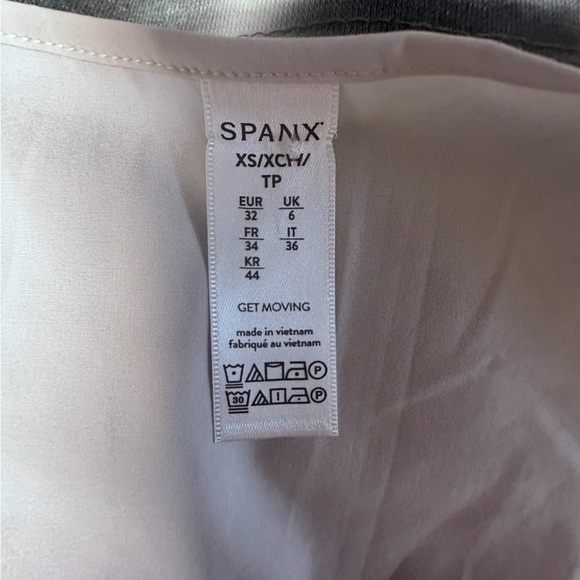 SPANX
XS/XCH/
TP
EUR UK
32 6
FR IT
34 36
KR
44
GET MOVING
made in vietnam
fabriqué au vietnam
P
30 P